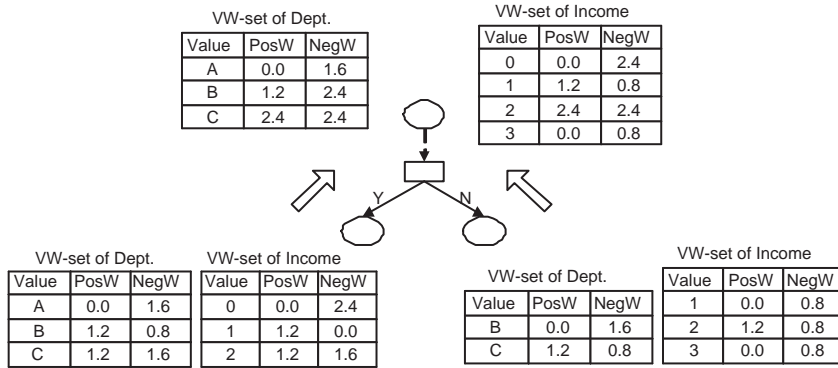 VW-set of Dept.
Value PosW NegW
A 0.0 1.6
B 1.2 2.4
C 2.4 2.4
VW-set of Income
Value PosW NegW
0 0.0 2.4
1 1.2 0.8
2 2.4 2.4
3 0.0 0.8
Y N
VW-set of Dept.
Value PosW NegW
A 0.0 1.6
B 1.2 0.8
C 1.2 1.6
VW-set of Income
Value PosW NegW
0 0.0 2.4
1 1.2 0.0
2 1.2 1.6
VW-set of Dept.
Value PosW NegW
B 0.0 1.6
C 1.2 0.8
VW-set of Income
Value PosW NegW
1 0.0 0.8
2 1.2 0.8
3 0.0 0.8